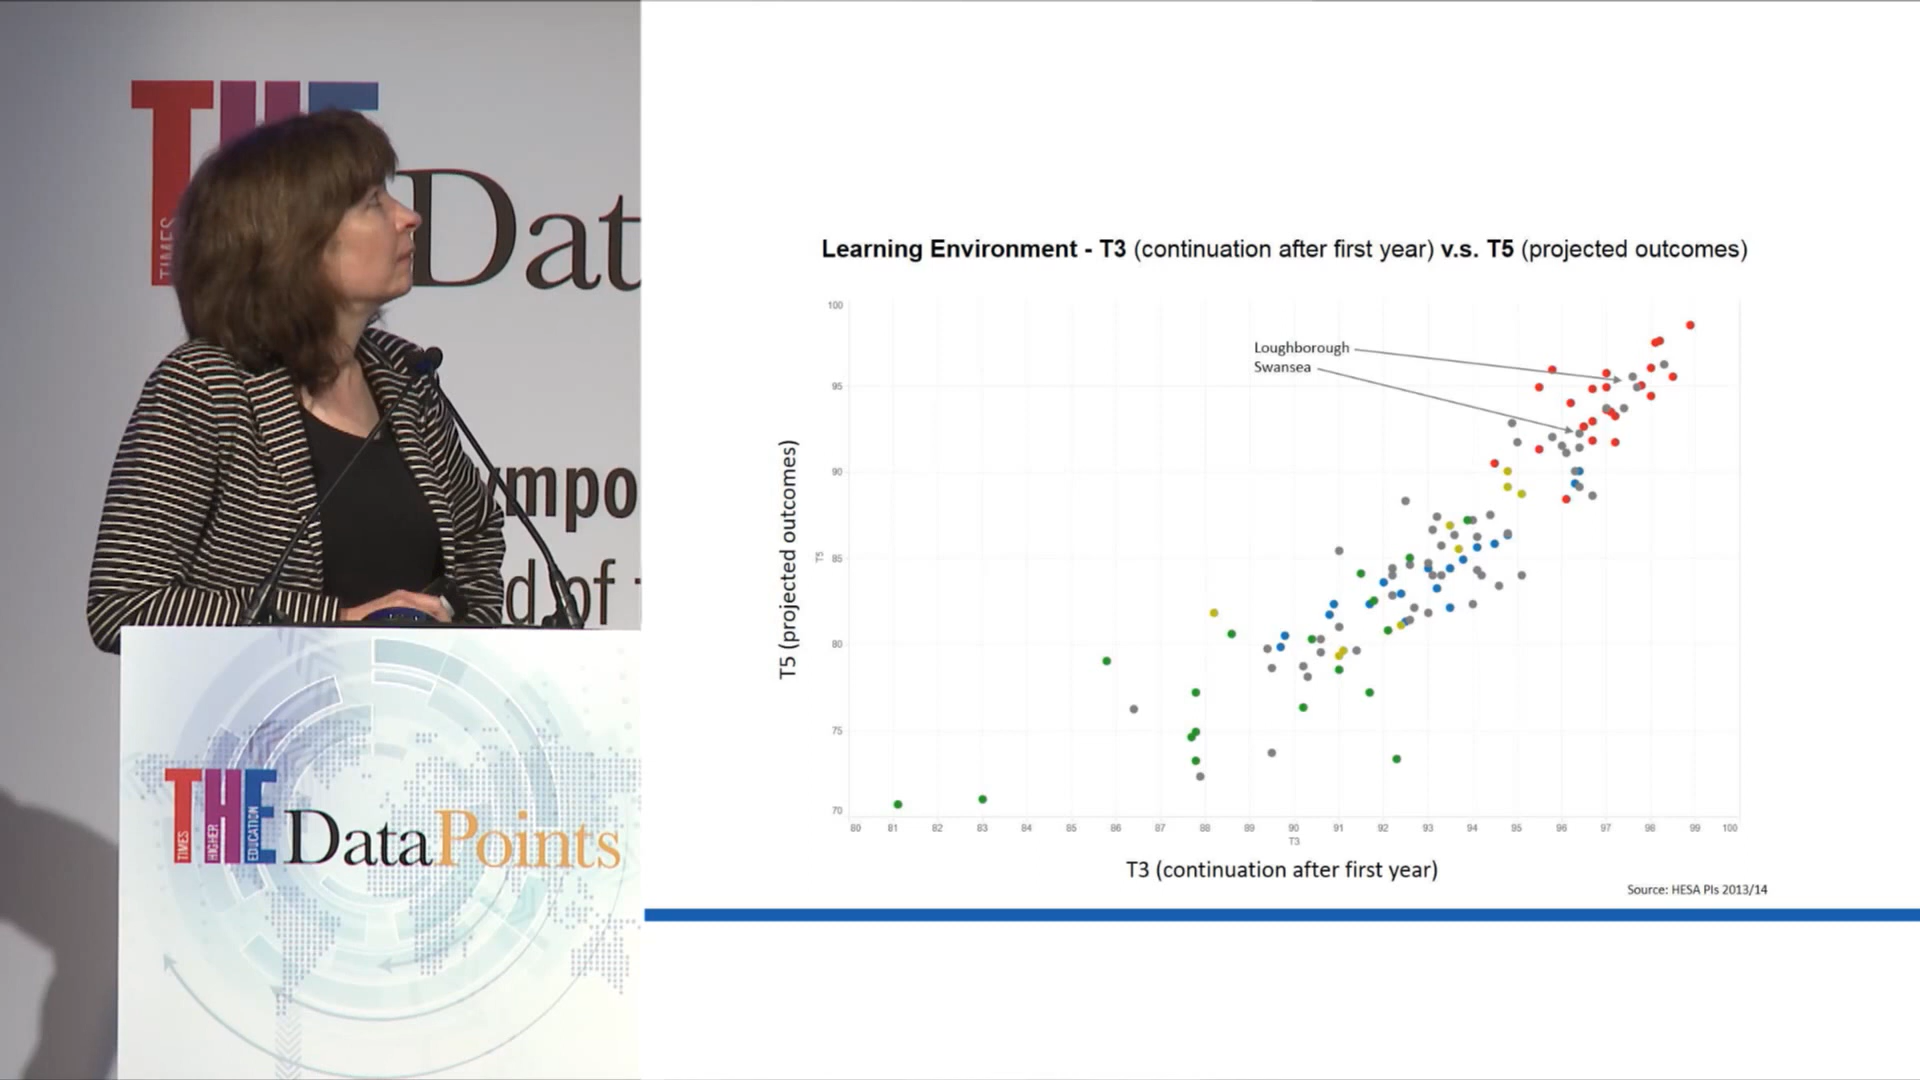 THE
TIMES
Dat
ympo
d of
THE
TIMES
HIGHER
EDUCATION
DataPoints
Learning Environment - T3 (continuation after first year) v.s. T5 (projected outcomes)
Loughborough
Swansea
T5 (projected outcomes)
T5
100
95
90
85
80
75
70
80 81 82 83 84 85 86 87 88 89 90 91 92 93 94 95 96 97 98 99 100
T3
T3 (continuation after first year)
Source: HESA PIs 2013/14